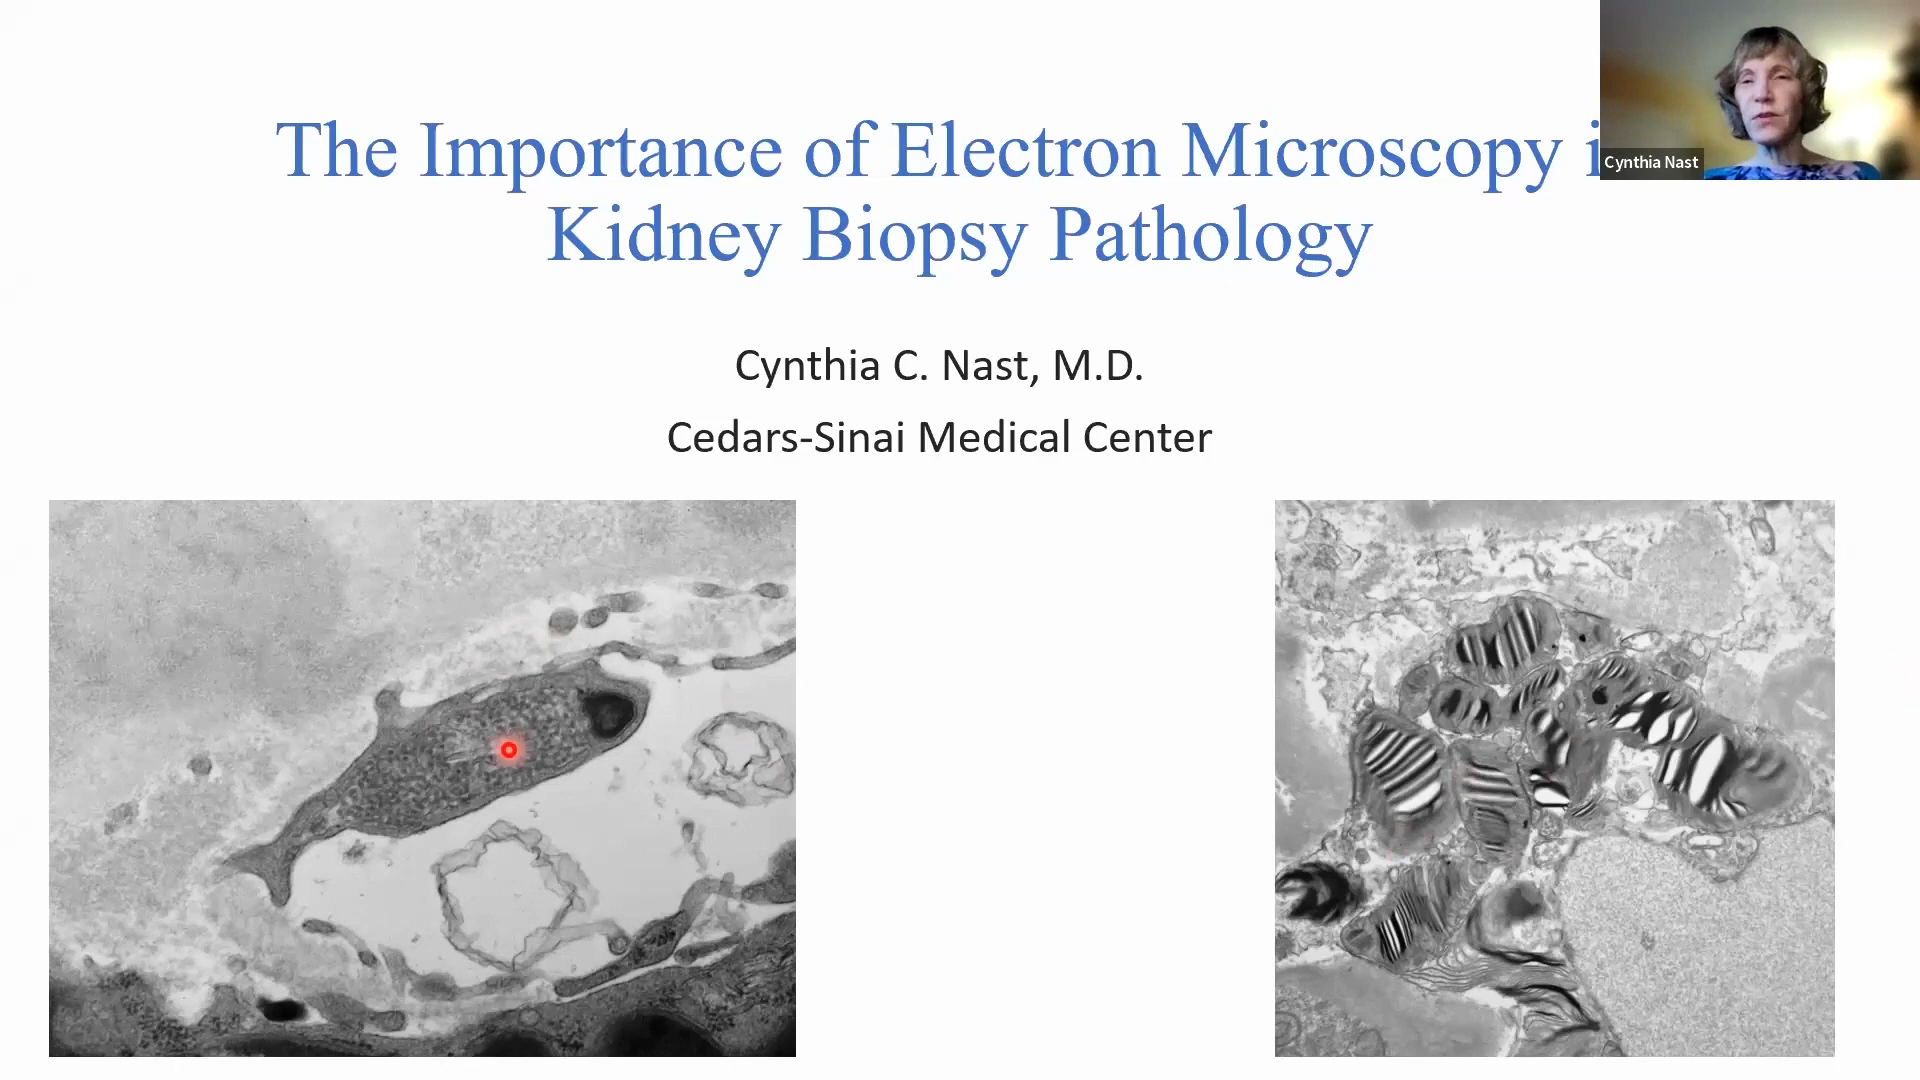 The Importance of Electron Microscopy i
Kidney Biopsy Pathology
Cynthia C. Nast, M.D.
Cedars-Sinai Medical Center
Cynthia Nast